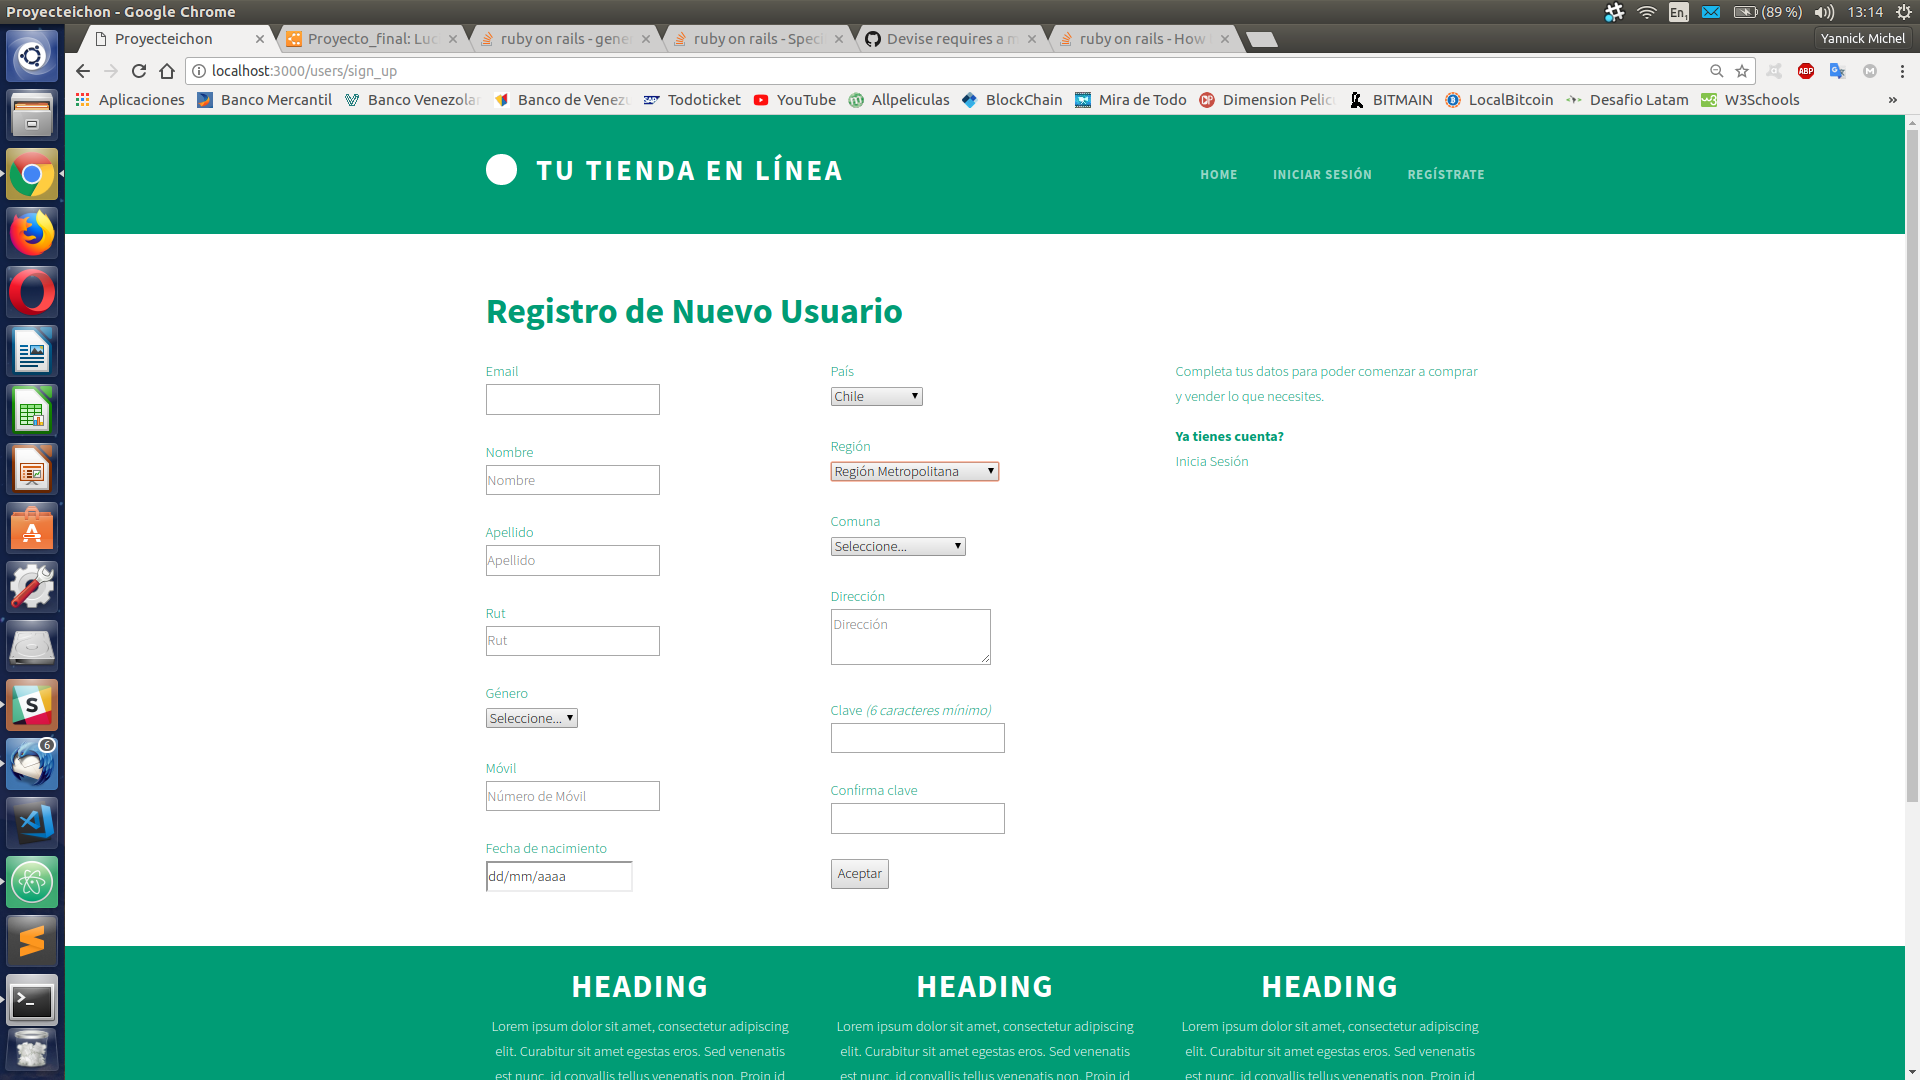 Proyecteichon - Google Chrome
En1
(89 %)
13:14
Proyecteichon
Proyecto_final: Luc
ruby on rails - gene
ruby on rails - Speci
Devise requires a m
ruby on rails - How
Yannick Michel
localhost:3000/users/sign_up
ABP
M
Aplicaciones
Banco Mercantil
Banco Venezolan
Banco de Venezu
Todoticket
YouTube
Allpeliculas
BlockChain
Mira de Todo
Dimension Pelic
BITMAIN
LocalBitcoin
Desafio Latam
W3Schools
»
TU TIENDA EN LÍNEA
HOME
INICIAR SESIÓN
REGÍSTRATE
Registro de Nuevo Usuario
Email
Nombre
Nombre
Apellido
Apellido
Rut
Rut
Género
Seleccione...
Móvil
Número de Móvil
Fecha de nacimiento
dd/mm/aaaa
País
Chile
Región
Región Metropolitana
Comuna
Seleccione...
Dirección
Dirección
Clave (6 caracteres mínimo)
Confirma clave
Aceptar
Completa tus datos para poder comenzar a comprar
y vender lo que necesites.
Ya tienes cuenta?
Inicia Sesión
6
HEADING
Lorem ipsum dolor sit amet, consectetur adipiscing
elit. Curabitur sit amet egestas eros. Sed venenatis
est nunc, id convallis tellus venenatis non. Proin id
HEADING
Lorem ipsum dolor sit amet, consectetur adipiscing
elit. Curabitur sit amet egestas eros. Sed venenatis
est nunc, id convallis tellus venenatis non. Proin id
HEADING
Lorem ipsum dolor sit amet, consectetur adipiscing
elit. Curabitur sit amet egestas eros. Sed venenatis
est nunc, id convallis tellus venenatis non. Proin id